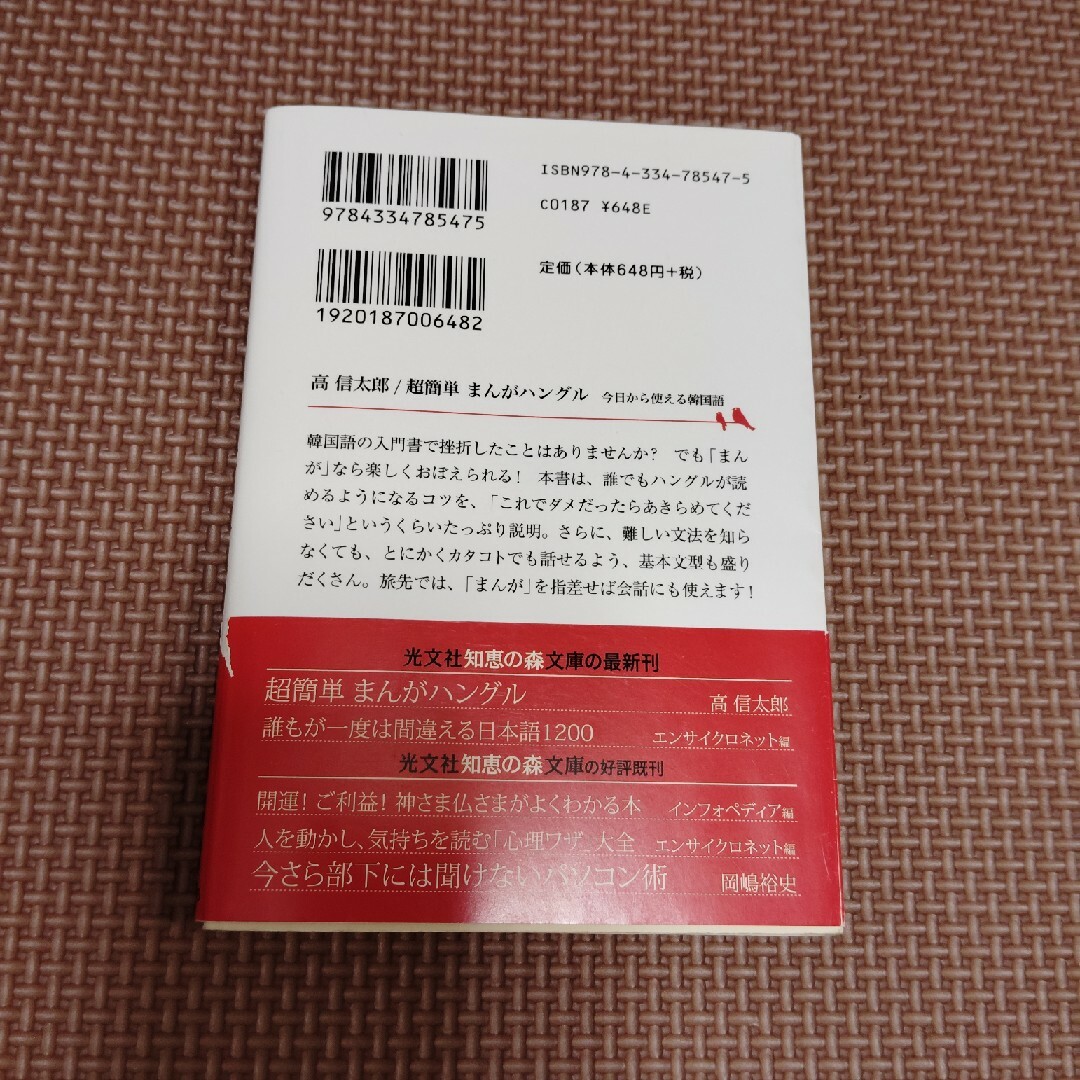 9784334785475
ISBN978-4-334-78547-5
C0187 ¥648E
1920187006482
定価(本体648円+税)
高 信太郎/超簡単 まんがハングル 今日から使える韓国語
韓国語の入門書で挫折したことはありませんか? でも「まん
が」なら楽しくおぼえられる! 本書は、誰でもハングルが読
めるようになるコツを、「これでダメだったらあきらめてくだ
さい」というくらいたっぷり説明。さらに、難しい文法を知ら
なくても、とにかくカタコトでも話せるよう、基本文型も盛り
だくさん。旅先では、「まんが」を指差せば会話にも使えます!
光文社知恵の森文庫の最新刊
超簡単 まんがハングル 高 信太郎
誰もが一度は間違える日本語1200 エンサイクロネット編
光文社知恵の森文庫の好評既刊
開運! ご利益! 神さま仏さまがよくわかる本 インフォペディア編
人を動かし、気持ちを読む「心理ワザ」大全 エンサイクロネット編
今さら部下には聞けないパソコン術 岡嶋裕史